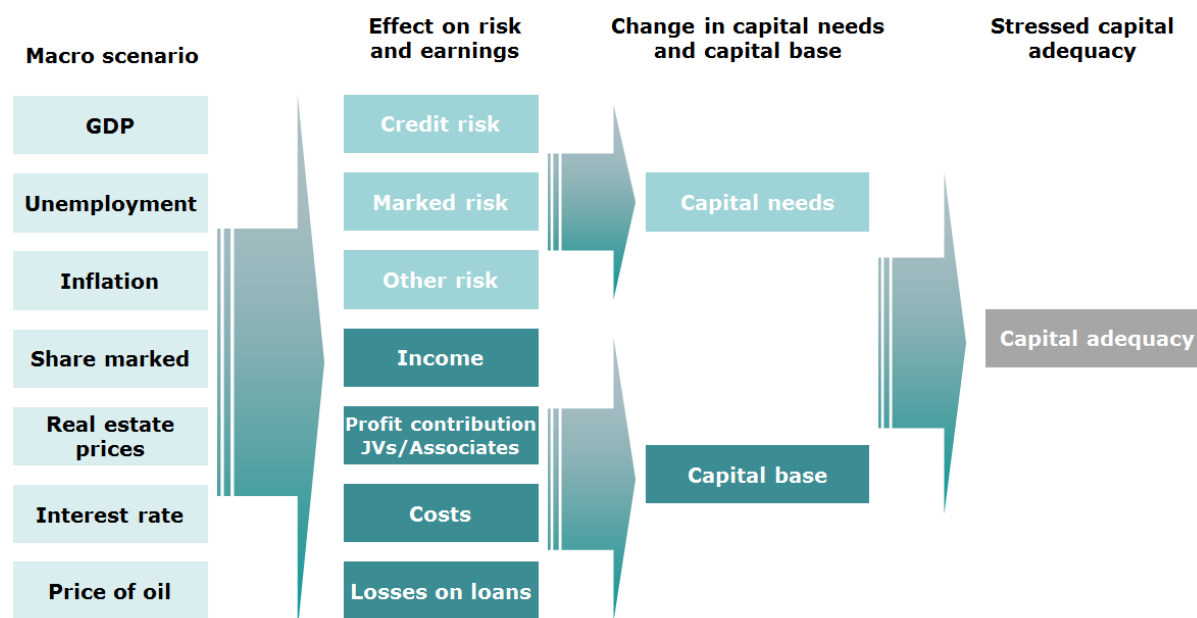 Macro scenario
Effect on risk
and earnings
Change in capital needs
and capital base
Stressed capital
adequacy
GDP
Unemployment
Inflation
Share marked
Real estate
prices
Interest rate
Price of oil
Credit risk
Marked risk
Other risk
Income
Profit contribution
JVs/Associates
Costs
Losses on loans
Capital needs
Capital base
Capital adequacy